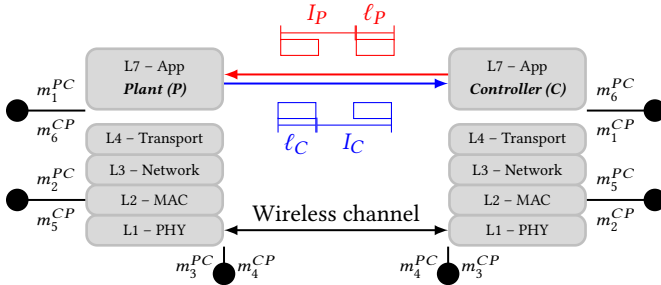 I_P ℓ_P
L7 – App
Plant (P)
L7 – App
Controller (C)
m_1^{PC}
m_6^{CP}
m_6^{PC}
m_1^{CP}
ℓ_C I_C
L4 – Transport
L3 – Network
L2 – MAC
L1 – PHY
L4 – Transport
L3 – Network
L2 – MAC
L1 – PHY
m_2^{PC}
m_5^{CP}
m_5^{PC}
m_2^{CP}
Wireless channel
m_3^{PC} m_4^{CP}
m_4^{PC} m_3^{CP}